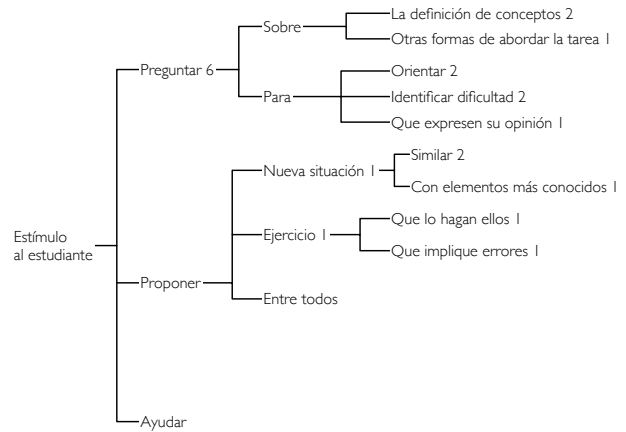 La definición de conceptos 2
Sobre
Otras formas de abordar la tarea 1
Preguntar 6
Orientar 2
Para
Identificar dificultad 2
Que expresen su opinión 1
Similar 2
Nueva situación 1
Con elementos más conocidos 1
Que lo hagan ellos 1
Estímulo
al estudiante
Ejercicio 1
Que implique errores 1
Proponer
Entre todos
Ayudar